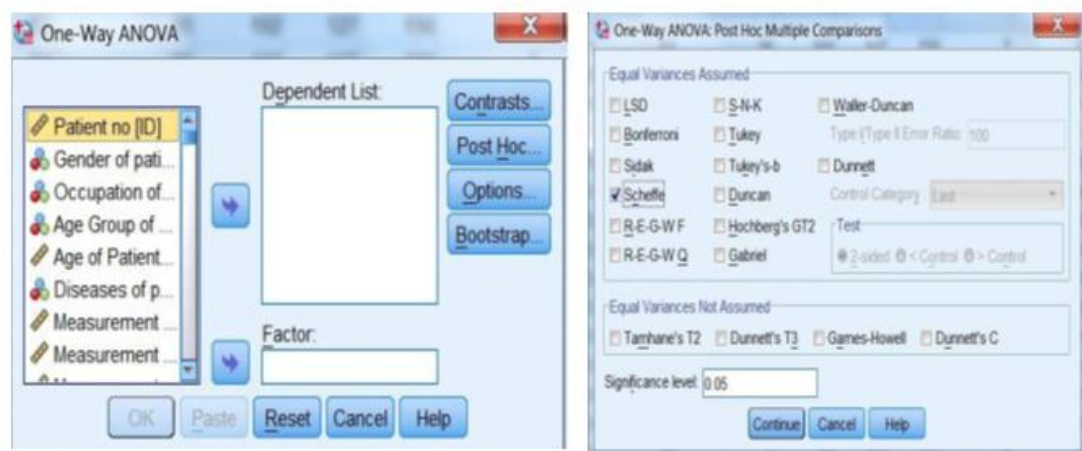 One-Way ANOVA
Dependent List:
Patient no [ID]
Gender of pati...
Occupation of...
Age Group of ...
Age of Patient...
Diseases of p...
Measurement ...
Measurement ...
Contrasts...
Post Hoc...
Options...
Bootstrap...
Factor:
OK Paste Reset Cancel Help
One-Way ANOVA: Post Hoc Multiple Comparisons
Equal Variances Assumed
LSD S-N-K Waller-Duncan
Bonferroni Tukey Type I/Type II Error Ratio: 100
Sidak Tukey's-b Dunnett
Scheffe Duncan Control Category: Last
R-E-G-W F Hochberg's GT2 Test
R-E-G-W Q Gabriel 2-sided < Control > Control
Equal Variances Not Assumed
Tamhane's T2 Dunnett's T3 Games-Howell Dunnett's C
Significance level: 0.05
Continue Cancel Help